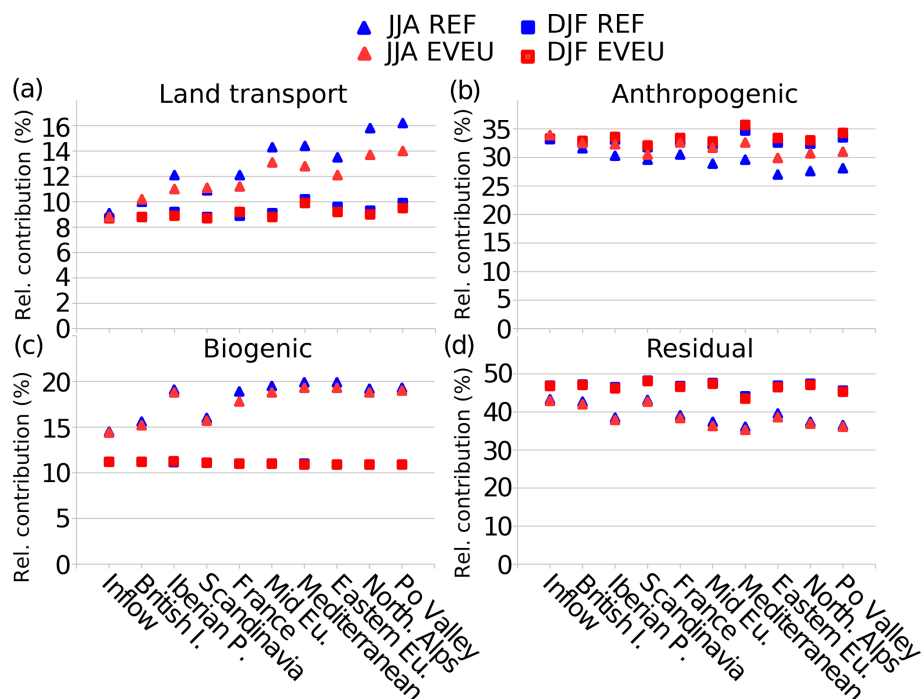 JJA REF
DJF REF
JJA EVEU
DJF EVEU
(a)
Land transport
Rel. contribution (%)
16
14
12
10
8
6
4
2
0
(b)
Anthropogenic
Rel. contribution (%)
35
30
25
20
15
10
5
0
(c)
Biogenic
Rel. contribution (%)
20
15
10
5
0
Inflow
British I.
Iberian P.
Scandinavia
France
Mid Eu.
Mediterranean
Eastern Eu.
North. Alps
Po Valley
(d)
Residual
Rel. contribution (%)
50
40
30
20
10
0
Inflow
British I.
Iberian P.
Scandinavia
France
Mid Eu.
Mediterranean
Eastern Eu.
North. Alps
Po Valley